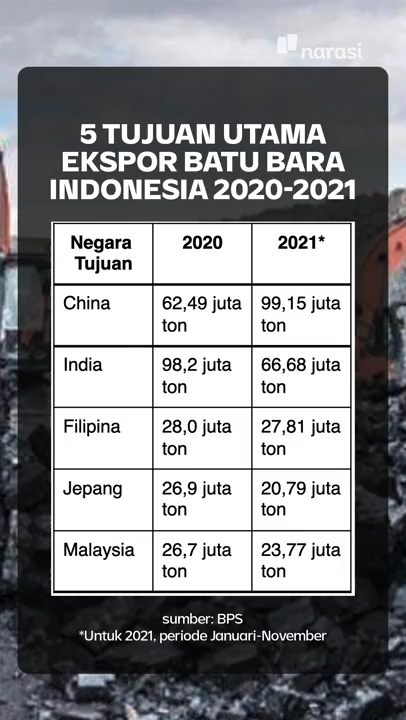 narasi
5 TUJUAN UTAMA
EKSPOR BATU BARA
INDONESIA 2020-2021
Negara Tujuan 2020 2021*
China 62,49 juta ton 99,15 juta ton
India 98,2 juta ton 66,68 juta ton
Filipina 28,0 juta ton 27,81 juta ton
Jepang 26,9 juta ton 20,79 juta ton
Malaysia 26,7 juta ton 23,77 juta ton
sumber: BPS
*Untuk 2021, periode Januari-November